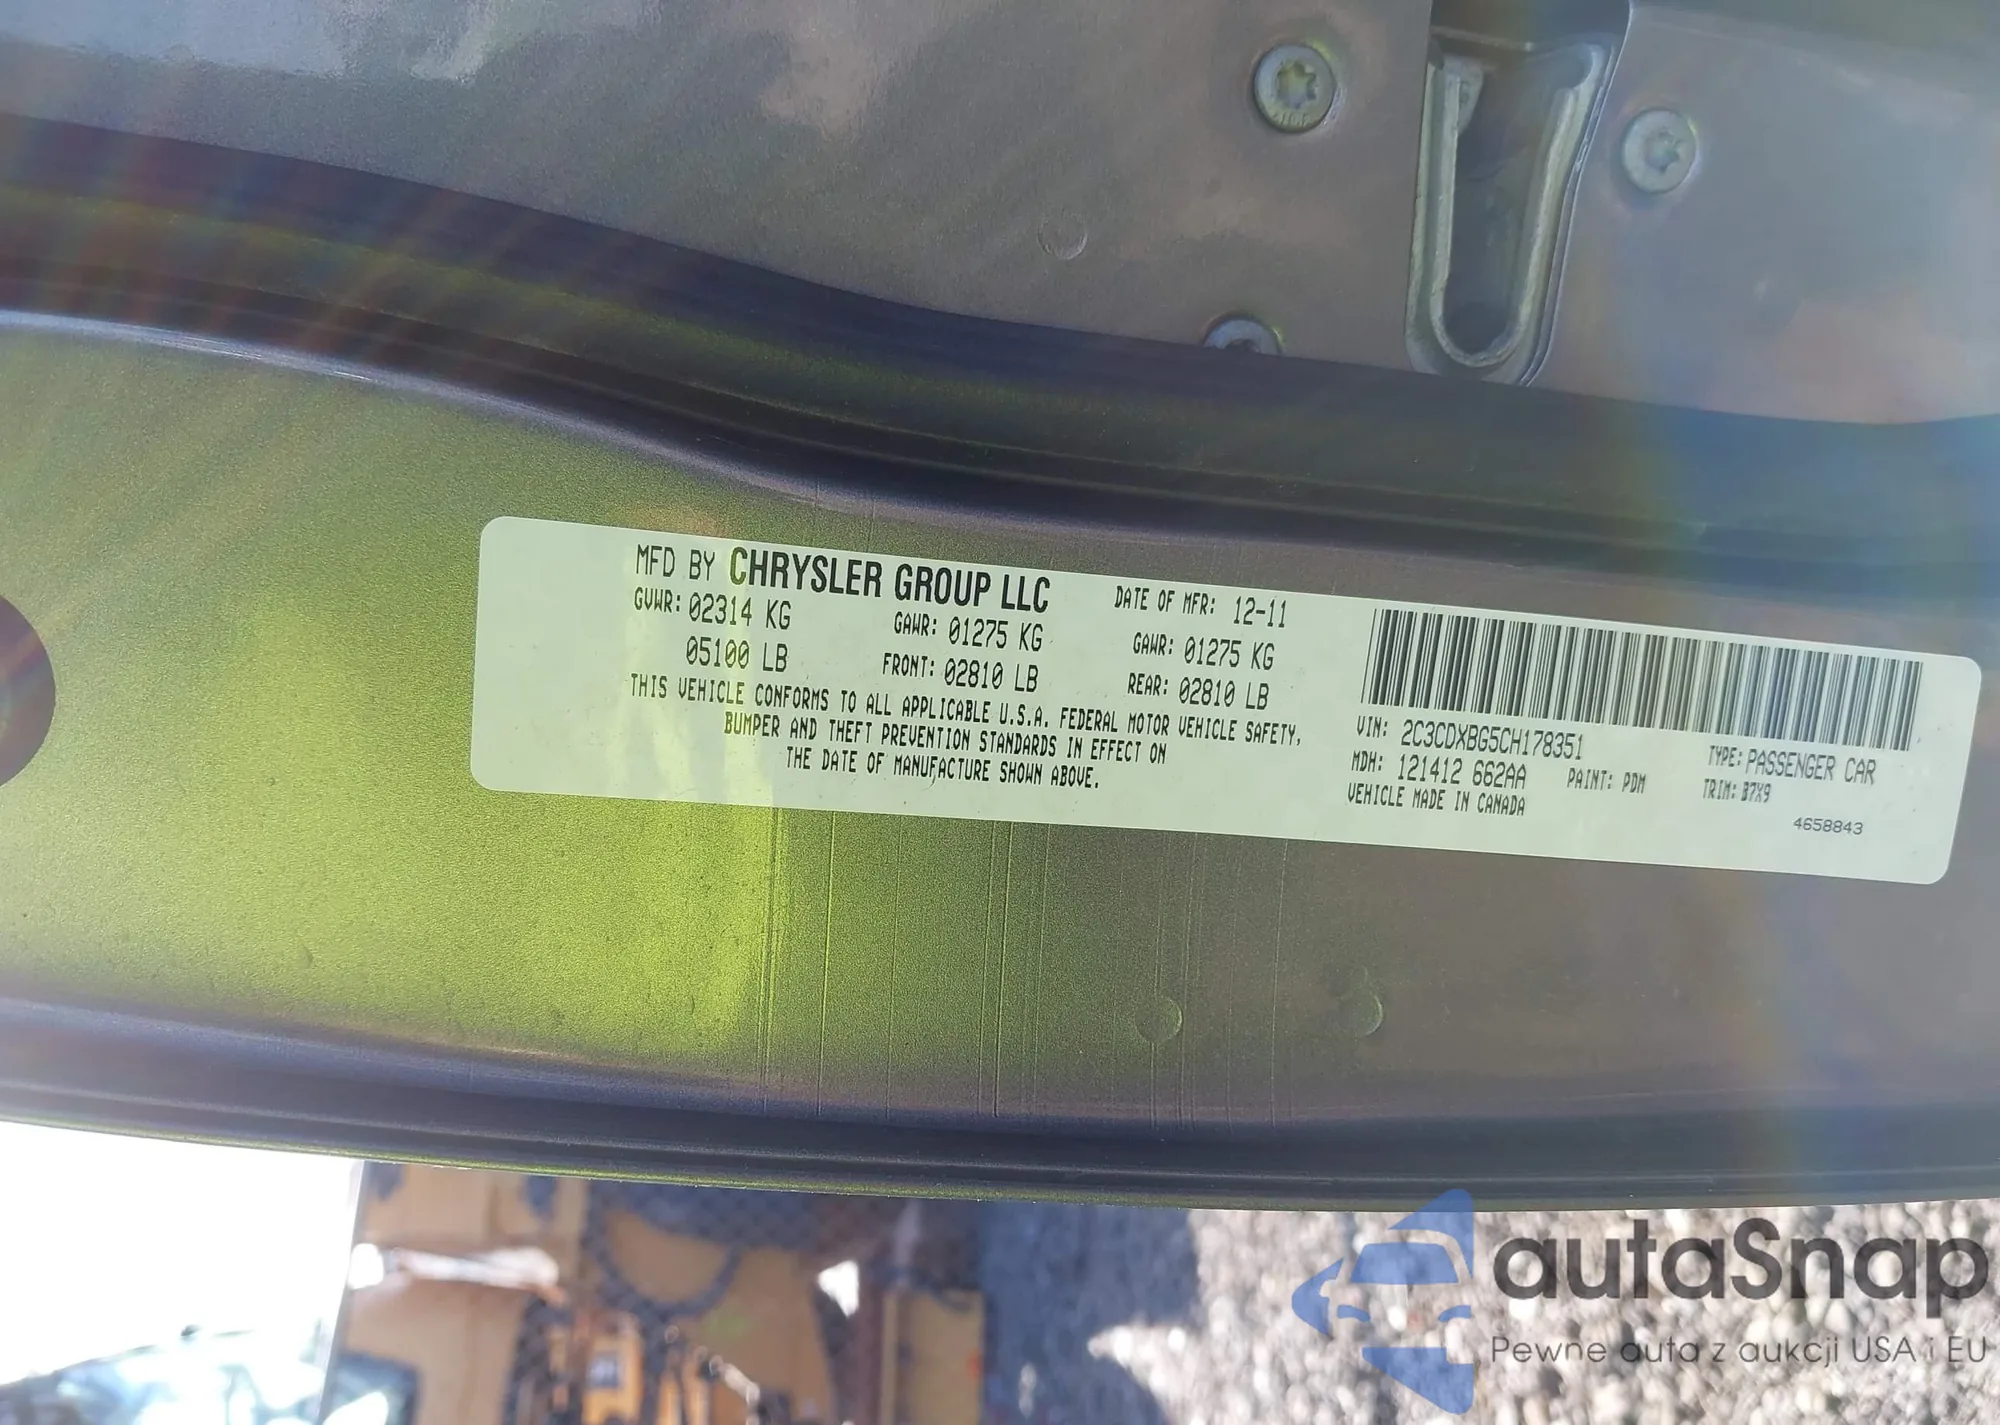 MFD BY CHRYSLER GROUP LLC
DATE OF MFR: 12-11
GVWR: 02314 KG
05100 LB
GAWR: 01275 KG
FRONT: 02810 LB
GAWR: 01275 KG
REAR: 02810 LB
THIS VEHICLE CONFORMS TO ALL APPLICABLE U.S.A. FEDERAL MOTOR VEHICLE SAFETY,
BUMPER AND THEFT PREVENTION STANDARDS IN EFFECT ON
THE DATE OF MANUFACTURE SHOWN ABOVE.
VIN: 2C3CDXBG5CH178351
TYPE: PASSENGER CAR
MDH: 121412 662AA
PAINT: PDM
TRIM: B7X9
VEHICLE MADE IN CANADA
4658843
autaSnap
Pewne auta z aukcji USA i EU